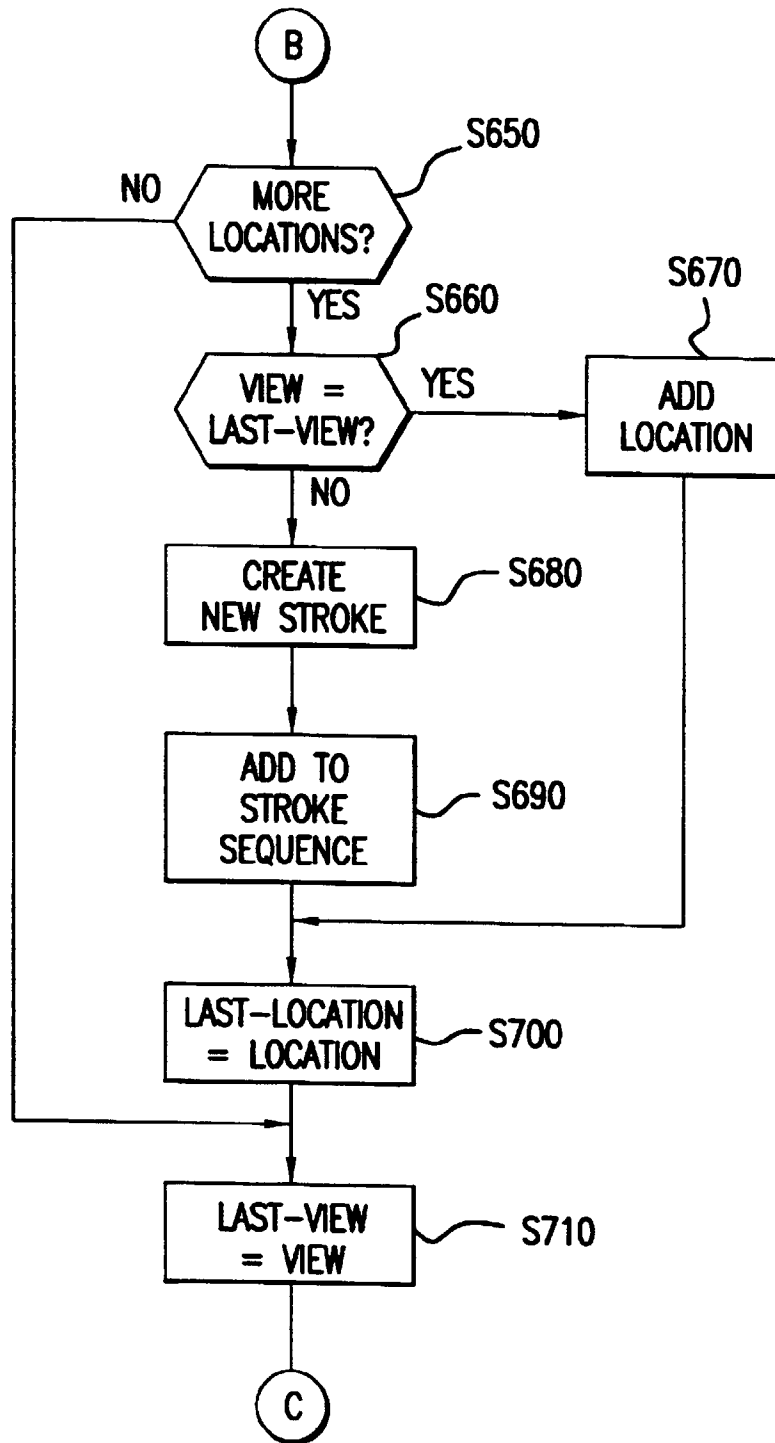 B
S650
NO
MORE
LOCATIONS?
YES
S660
S670
VIEW =
LAST-VIEW?
YES
ADD
LOCATION
NO
CREATE
NEW STROKE
S680
ADD TO
STROKE
SEQUENCE
S690
LAST-LOCATION
= LOCATION
S700
LAST-VIEW
= VIEW
S710
C